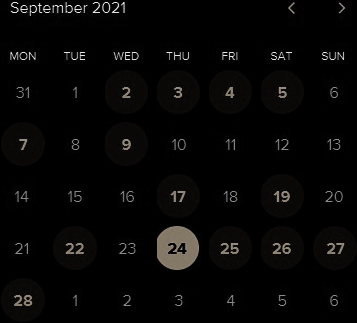 September 2021
MON TUE WED THU FRI SAT SUN
31 1 2 3 4 5 6
7 8 9 10 11 12 13
14 15 16 17 18 19 20
21 22 23 24 25 26 27
28 1 2 3 4 5 6